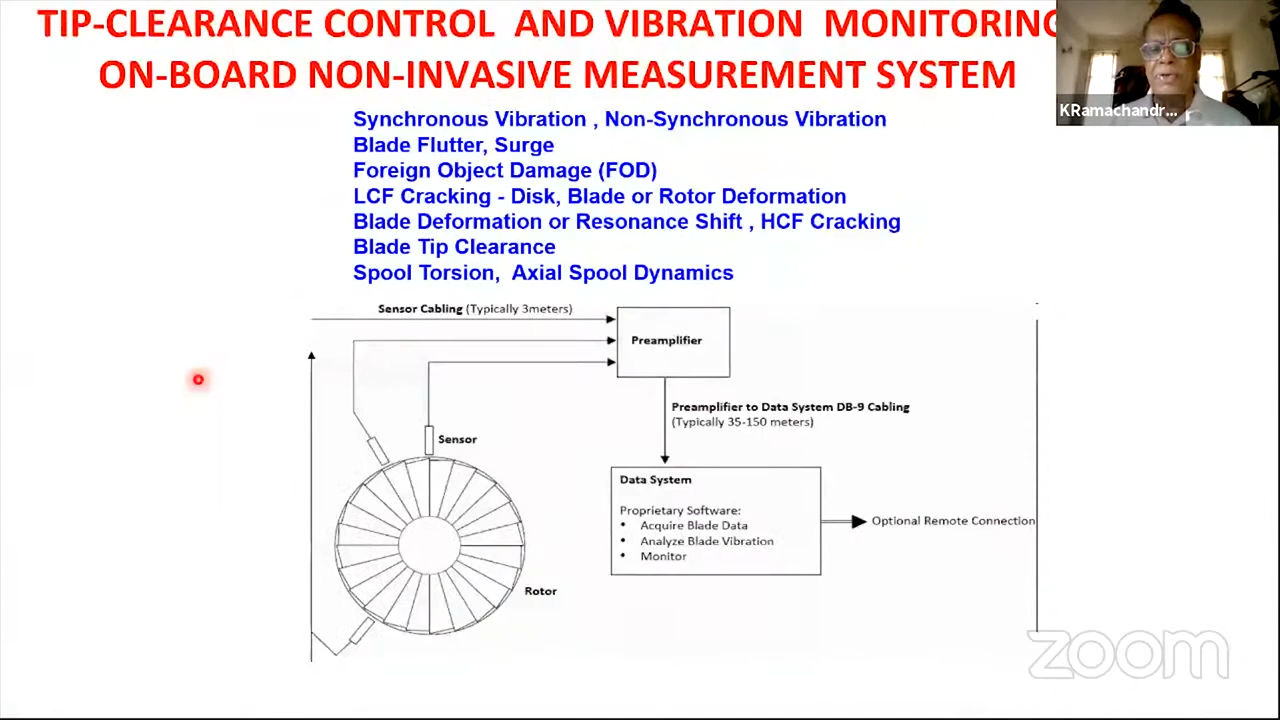 TIP-CLEARANCE CONTROL AND VIBRATION MONITORING
ON-BOARD NON-INVASIVE MEASUREMENT SYSTEM
KRamachandr...
Synchronous Vibration , Non-Synchronous Vibration
Blade Flutter, Surge
Foreign Object Damage (FOD)
LCF Cracking - Disk, Blade or Rotor Deformation
Blade Deformation or Resonance Shift , HCF Cracking
Blade Tip Clearance
Spool Torsion, Axial Spool Dynamics
Sensor Cabling (Typically 3meters)
Preamplifier
Preamplifier to Data System DB-9 Cabling
(Typically 35-150 meters)
Sensor
Data System
Proprietary Software:
• Acquire Blade Data
• Analyze Blade Vibration
• Monitor
Optional Remote Connection
Rotor
zoom